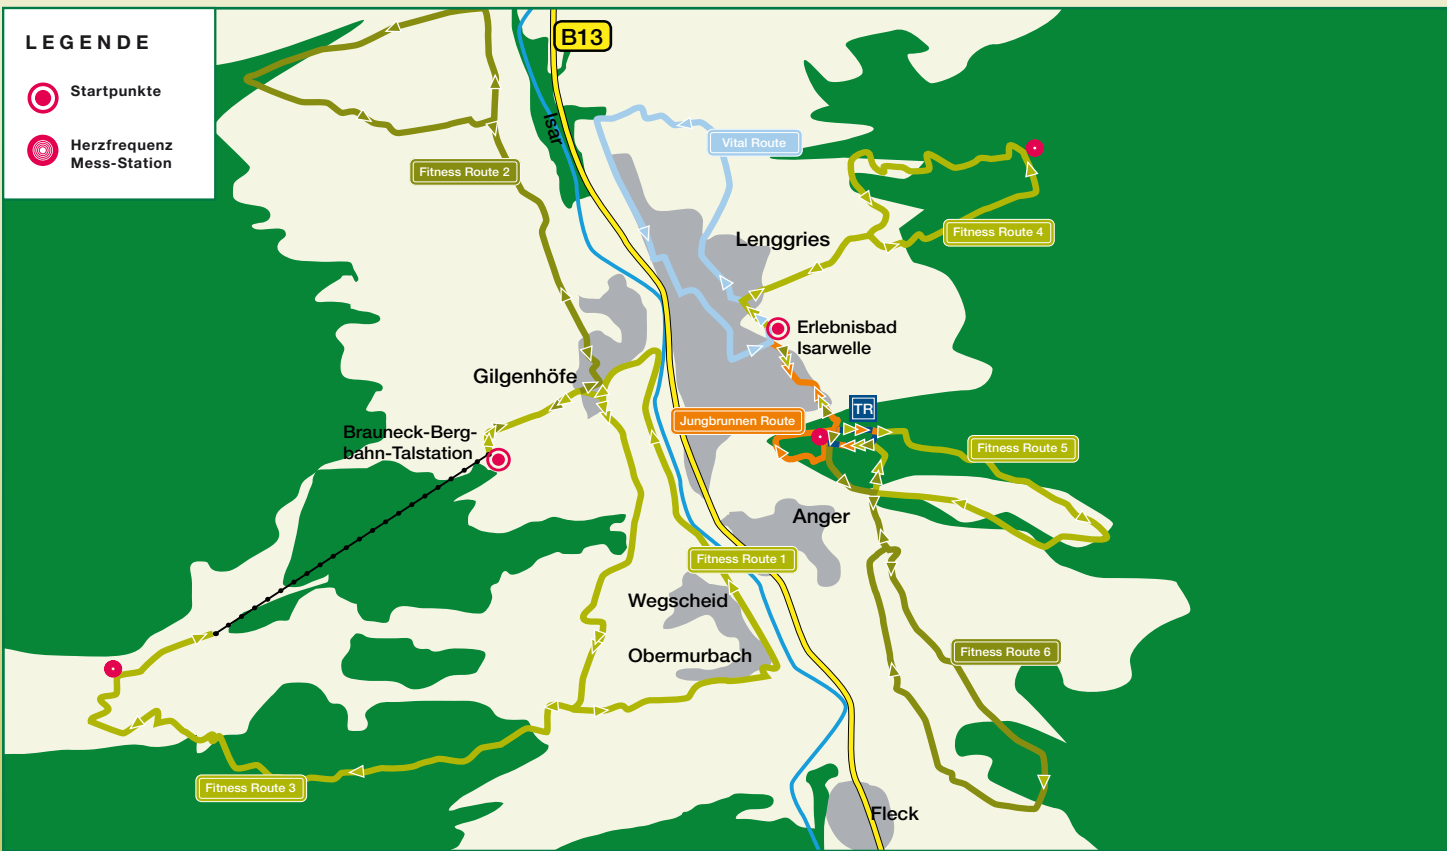 LEGENDE
Startpunkte
Herzfrequenz
Mess-Station
B13
Isar
Vital Route
Fitness Route 2
Lenggries
Fitness Route 4
Erlebnisbad
Isarwelle
Gilgenhöfe
TR
Jungbrunnen Route
Brauneck-Berg-
bahn-Talstation
Fitness Route 5
Anger
Fitness Route 1
Wegscheid
Obermurbach
Fitness Route 6
Fitness Route 3
Fleck